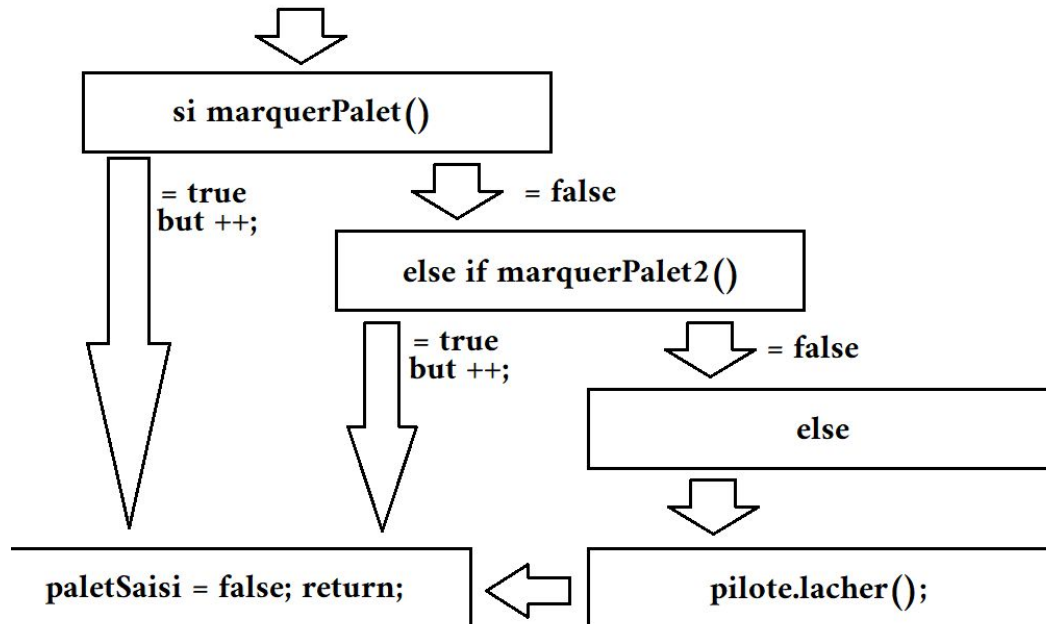 si marquerPalet()
= true
but ++;
= false
else if marquerPalet2()
= true
but ++;
= false
else
paletSaisi = false; return;
pilote.lacher();